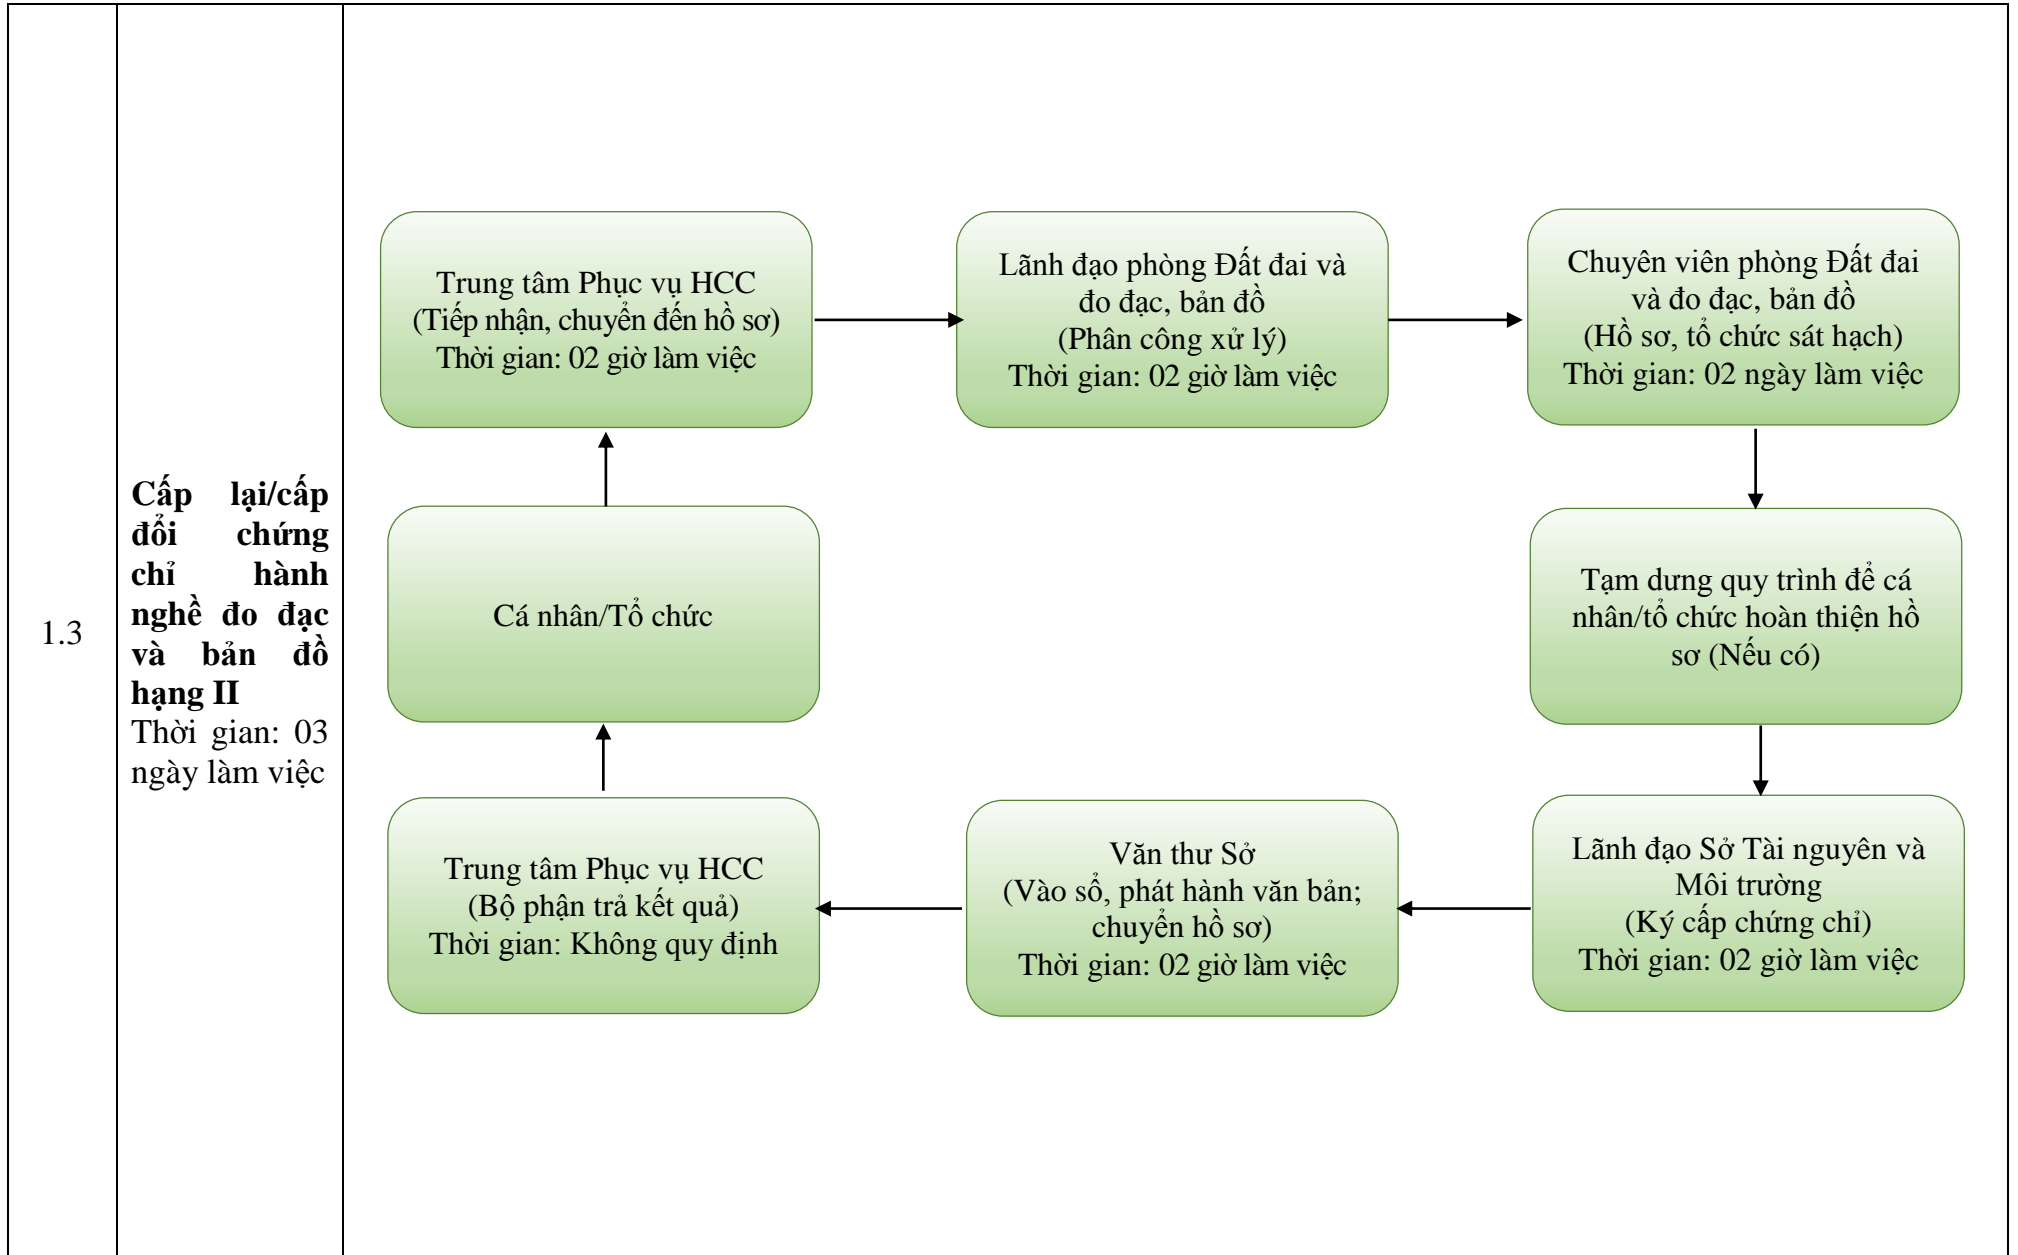 1.3
Cấp lại/cấp
đổi chứng
chỉ hành
nghề đo đạc
và bản đồ
hạng II
Thời gian: 03
ngày làm việc
Trung tâm Phục vụ HCC
(Tiếp nhận, chuyển đến hồ sơ)
Thời gian: 02 giờ làm việc
Lãnh đạo phòng Đất đai và
đo đạc, bản đồ
(Phân công xử lý)
Thời gian: 02 giờ làm việc
Chuyên viên phòng Đất đai
và đo đạc, bản đồ
(Hồ sơ, tổ chức sát hạch)
Thời gian: 02 ngày làm việc
Cá nhân/Tổ chức
Tạm dưng quy trình để cá
nhân/tổ chức hoàn thiện hồ
sơ (Nếu có)
Trung tâm Phục vụ HCC
(Bộ phận trả kết quả)
Thời gian: Không quy định
Văn thư Sở
(Vào sổ, phát hành văn bản;
chuyển hồ sơ)
Thời gian: 02 giờ làm việc
Lãnh đạo Sở Tài nguyên và
Môi trường
(Ký cấp chứng chỉ)
Thời gian: 02 giờ làm việc